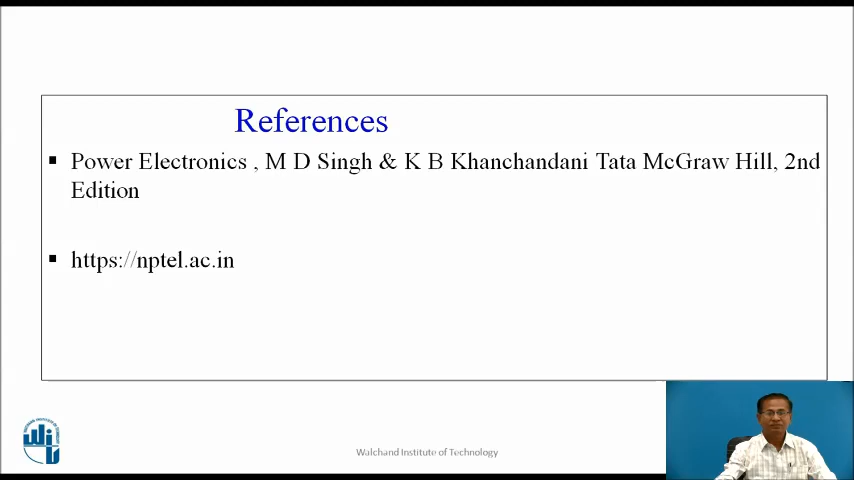 References
▪ Power Electronics , M D Singh & K B Khanchandani Tata McGraw Hill, 2nd
Edition
▪ https://nptel.ac.in
Walchand Institute of Technology